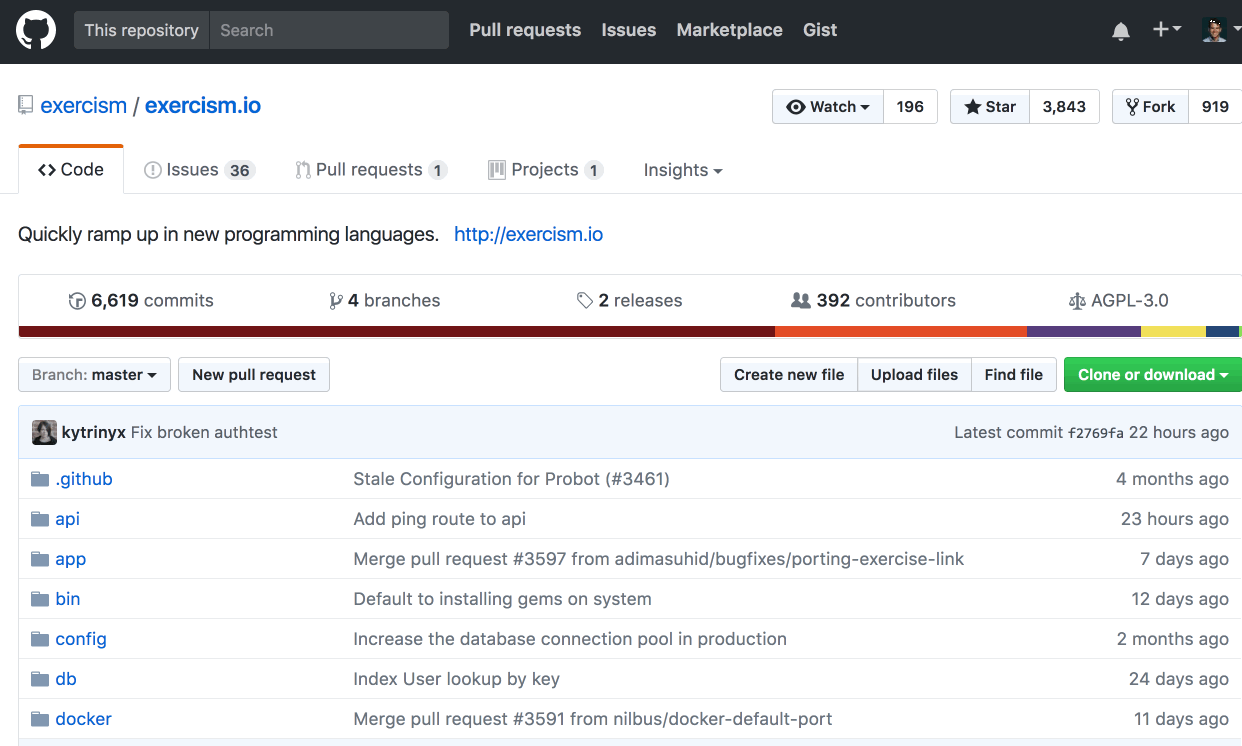 This repository Search Pull requests Issues Marketplace Gist
exercism / exercism.io Watch 196 Star 3,843 Fork 919
Code Issues 36 Pull requests 1 Projects 1 Insights
Quickly ramp up in new programming languages. http://exercism.io
6,619 commits 4 branches 2 releases 392 contributors AGPL-3.0
Branch: master New pull request Create new file Upload files Find file Clone or download
kytrinyx Fix broken authtest Latest commit f2769fa 22 hours ago
.github Stale Configuration for Probot (#3461) 4 months ago
api Add ping route to api 23 hours ago
app Merge pull request #3597 from adimasuhid/bugfixes/porting-exercise-link 7 days ago
bin Default to installing gems on system 12 days ago
config Increase the database connection pool in production 2 months ago
db Index User lookup by key 24 days ago
docker Merge pull request #3591 from nilbus/docker-default-port 11 days ago